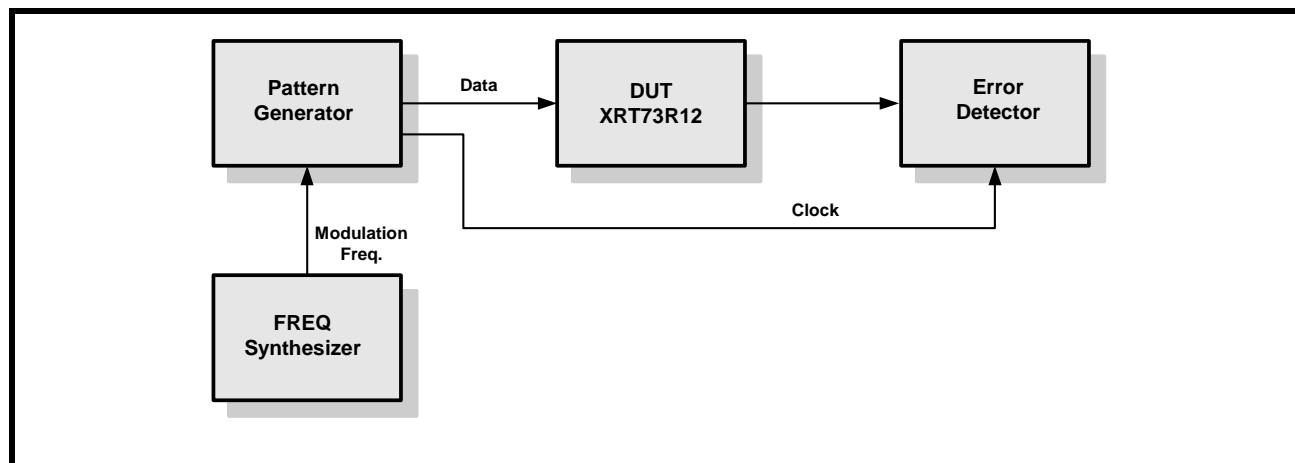 Pattern
Generator
Data
DUT
XRT73R12
Error
Detector
Clock
Modulation
Freq.
FREQ
Synthesizer